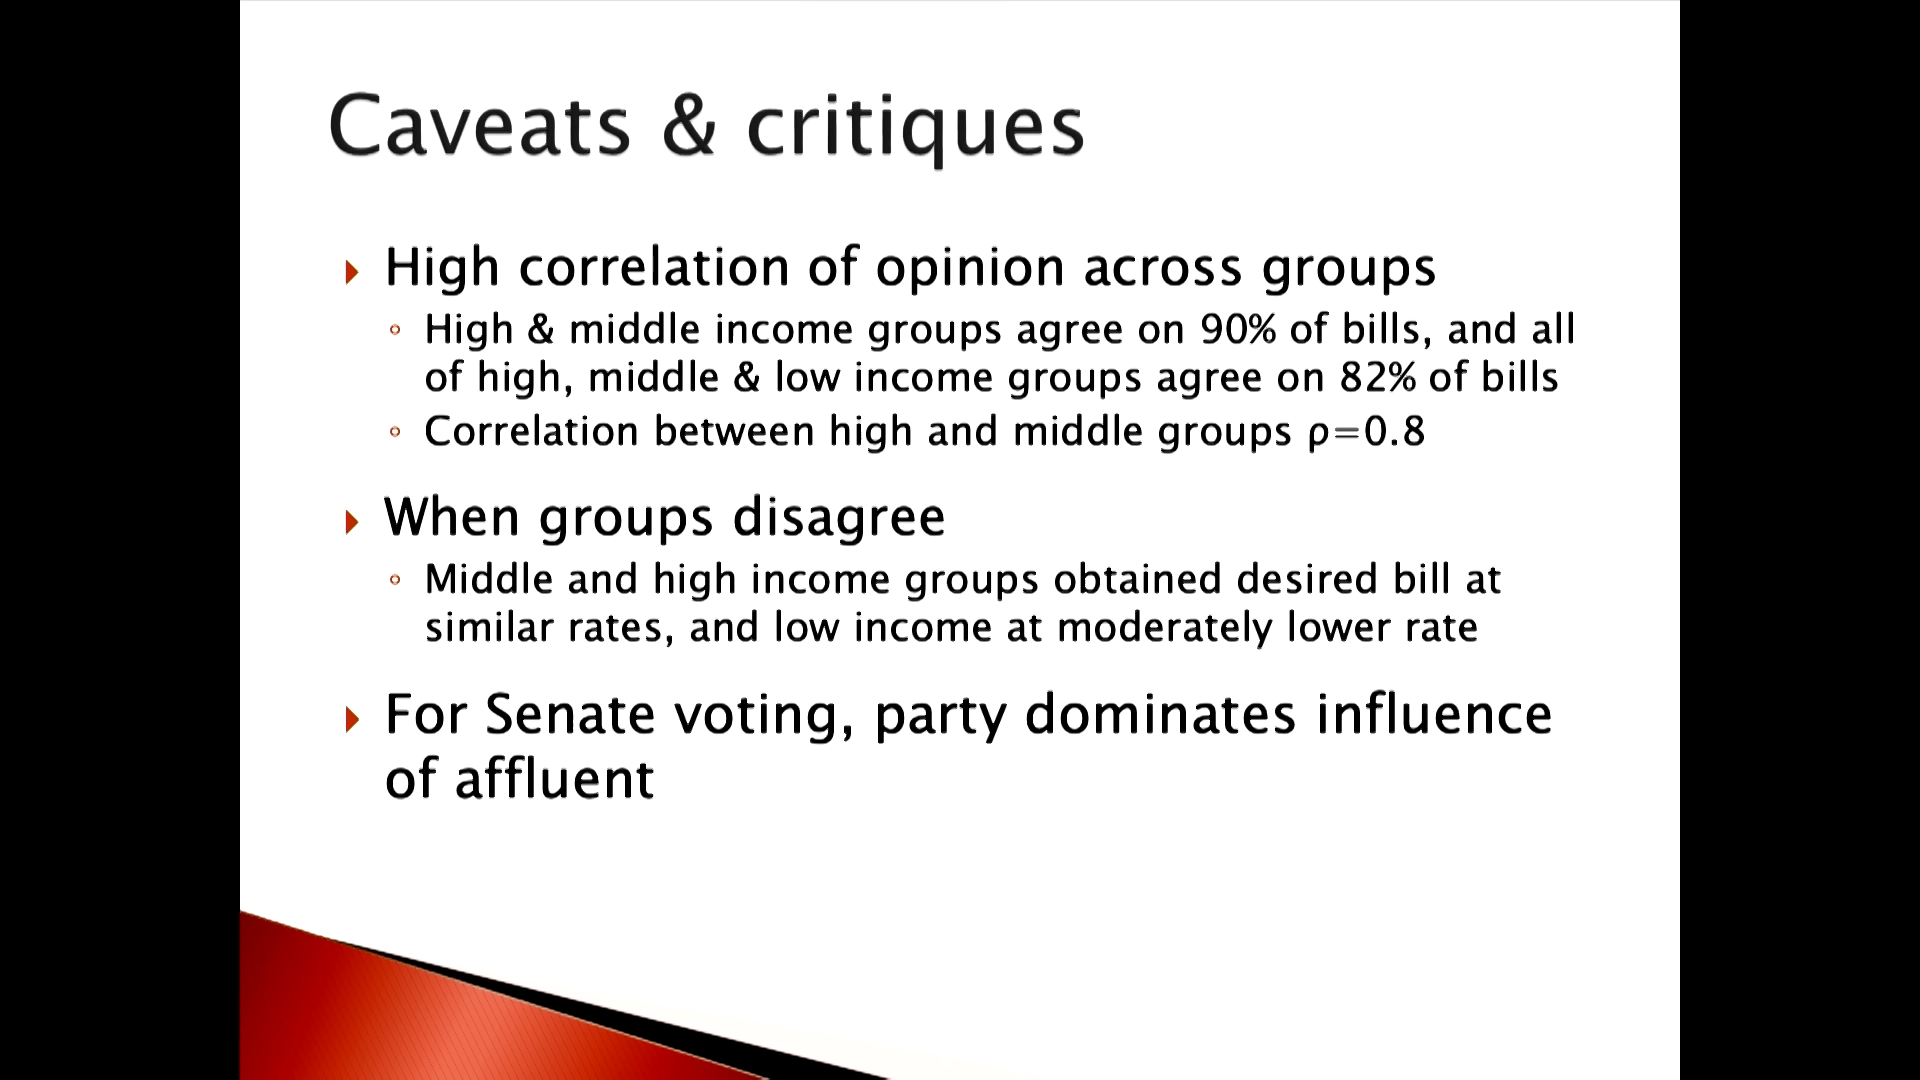 Caveats & critiques
High correlation of opinion across groups
High & middle income groups agree on 90% of bills, and all
of high, middle & low income groups agree on 82% of bills
Correlation between high and middle groups ρ=0.8
When groups disagree
Middle and high income groups obtained desired bill at
similar rates, and low income at moderately lower rate
For Senate voting, party dominates influence
of affluent